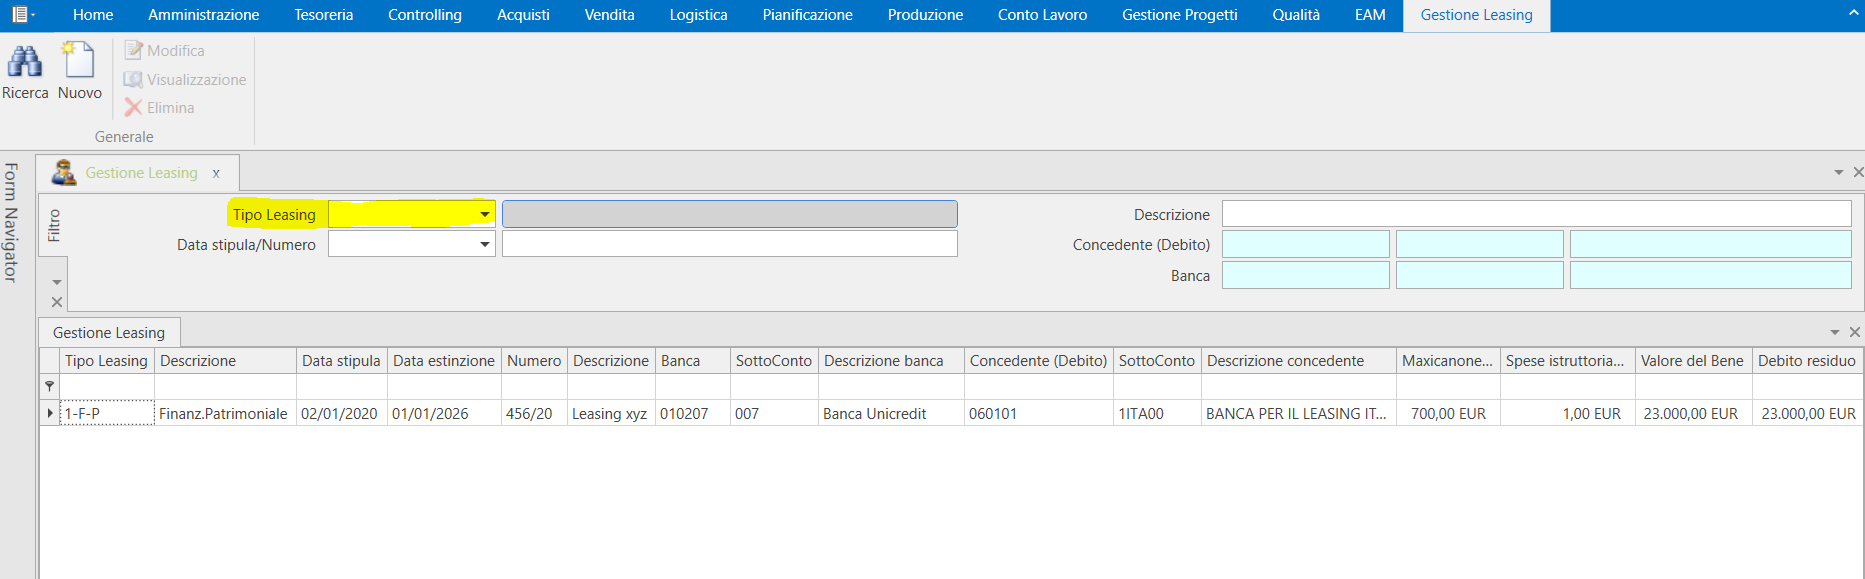 Home Amministrazione Tesoreria Controlling Acquisti Vendita Logistica Pianificazione Produzione Conto Lavoro Gestione Progetti Qualità EAM Gestione Leasing
Modifica
Visualizzazione
Ricerca Nuovo
Elimina
Generale
Form Navigator
Gestione Leasing x
Filtro
Tipo Leasing Descrizione
Data stipula/Numero Concedente (Debito)
Banca
Gestione Leasing
Tipo Leasing Descrizione Data stipula Data estinzione Numero Descrizione Banca SottoConto Descrizione banca Concedente (Debito) SottoConto Descrizione concedente Maxicanone... Spese istruttoria... Valore del Bene Debito residuo
1-F-P Finanz.Patrimoniale 02/01/2020 01/01/2026 456/20 Leasing xyz 010207 007 Banca Unicredit 060101 1ITA00 BANCA PER IL LEASING IT... 700,00 EUR 1,00 EUR 23.000,00 EUR 23.000,00 EUR